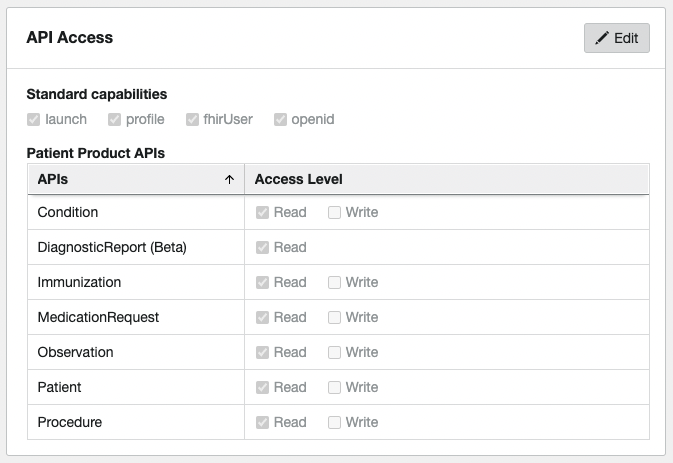 API Access
Edit
Standard capabilities
launch profile fhirUser openid
Patient Product APIs
APIs Access Level
Condition Read Write
DiagnosticReport (Beta) Read
Immunization Read Write
MedicationRequest Read Write
Observation Read Write
Patient Read Write
Procedure Read Write